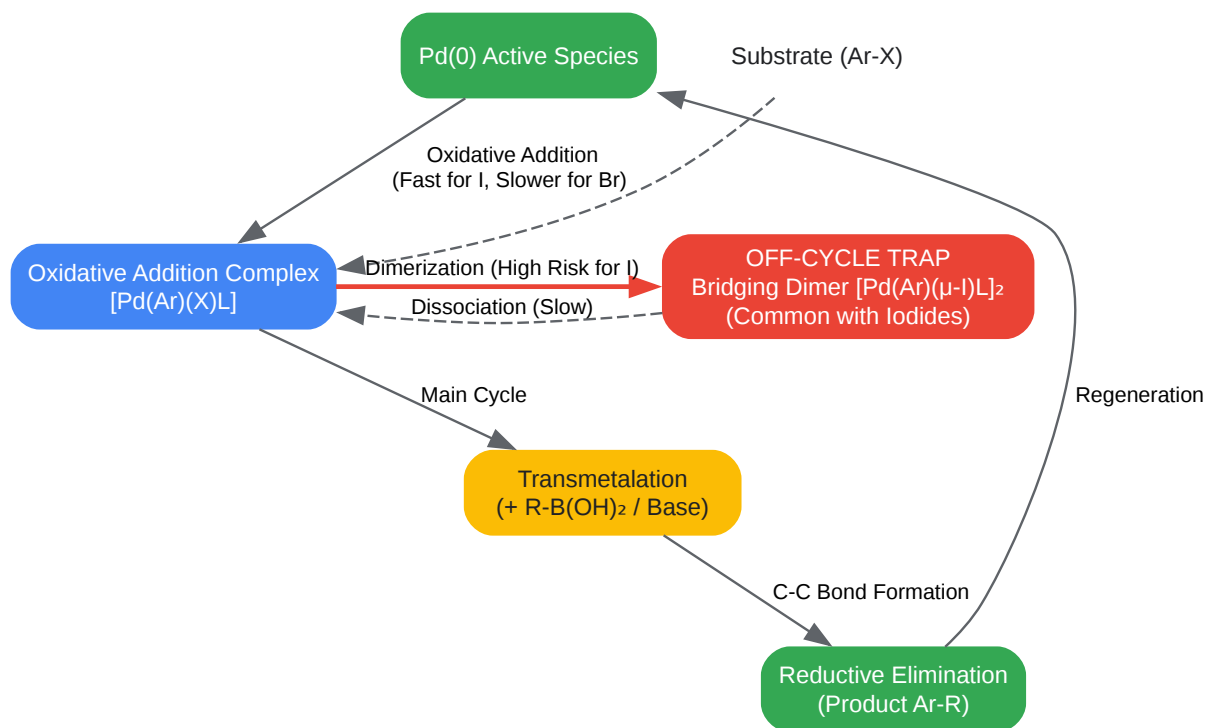 Pd(0) Active Species
Substrate (Ar-X)
Oxidative Addition
(Fast for I, Slower for Br)
Oxidative Addition Complex
[Pd(Ar)(X)L]
Dimerization (High Risk for I)
Dissociation (Slow)
OFF-CYCLE TRAP
Bridging Dimer [Pd(Ar)(μ-I)L]₂
(Common with Iodides)
Main Cycle
Regeneration
Transmetalation
(+ R-B(OH)₂ / Base)
C-C Bond Formation
Reductive Elimination
(Product Ar-R)